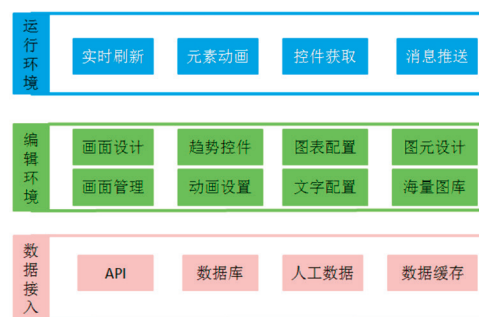 运行环境
实时刷新 元素动画 控件获取 消息推送
编辑环境
画面设计 趋势控件 图表配置 图元设计
画面管理 动画设置 文字配置 海量图库
数据接入
API 数据库 人工数据 数据缓存